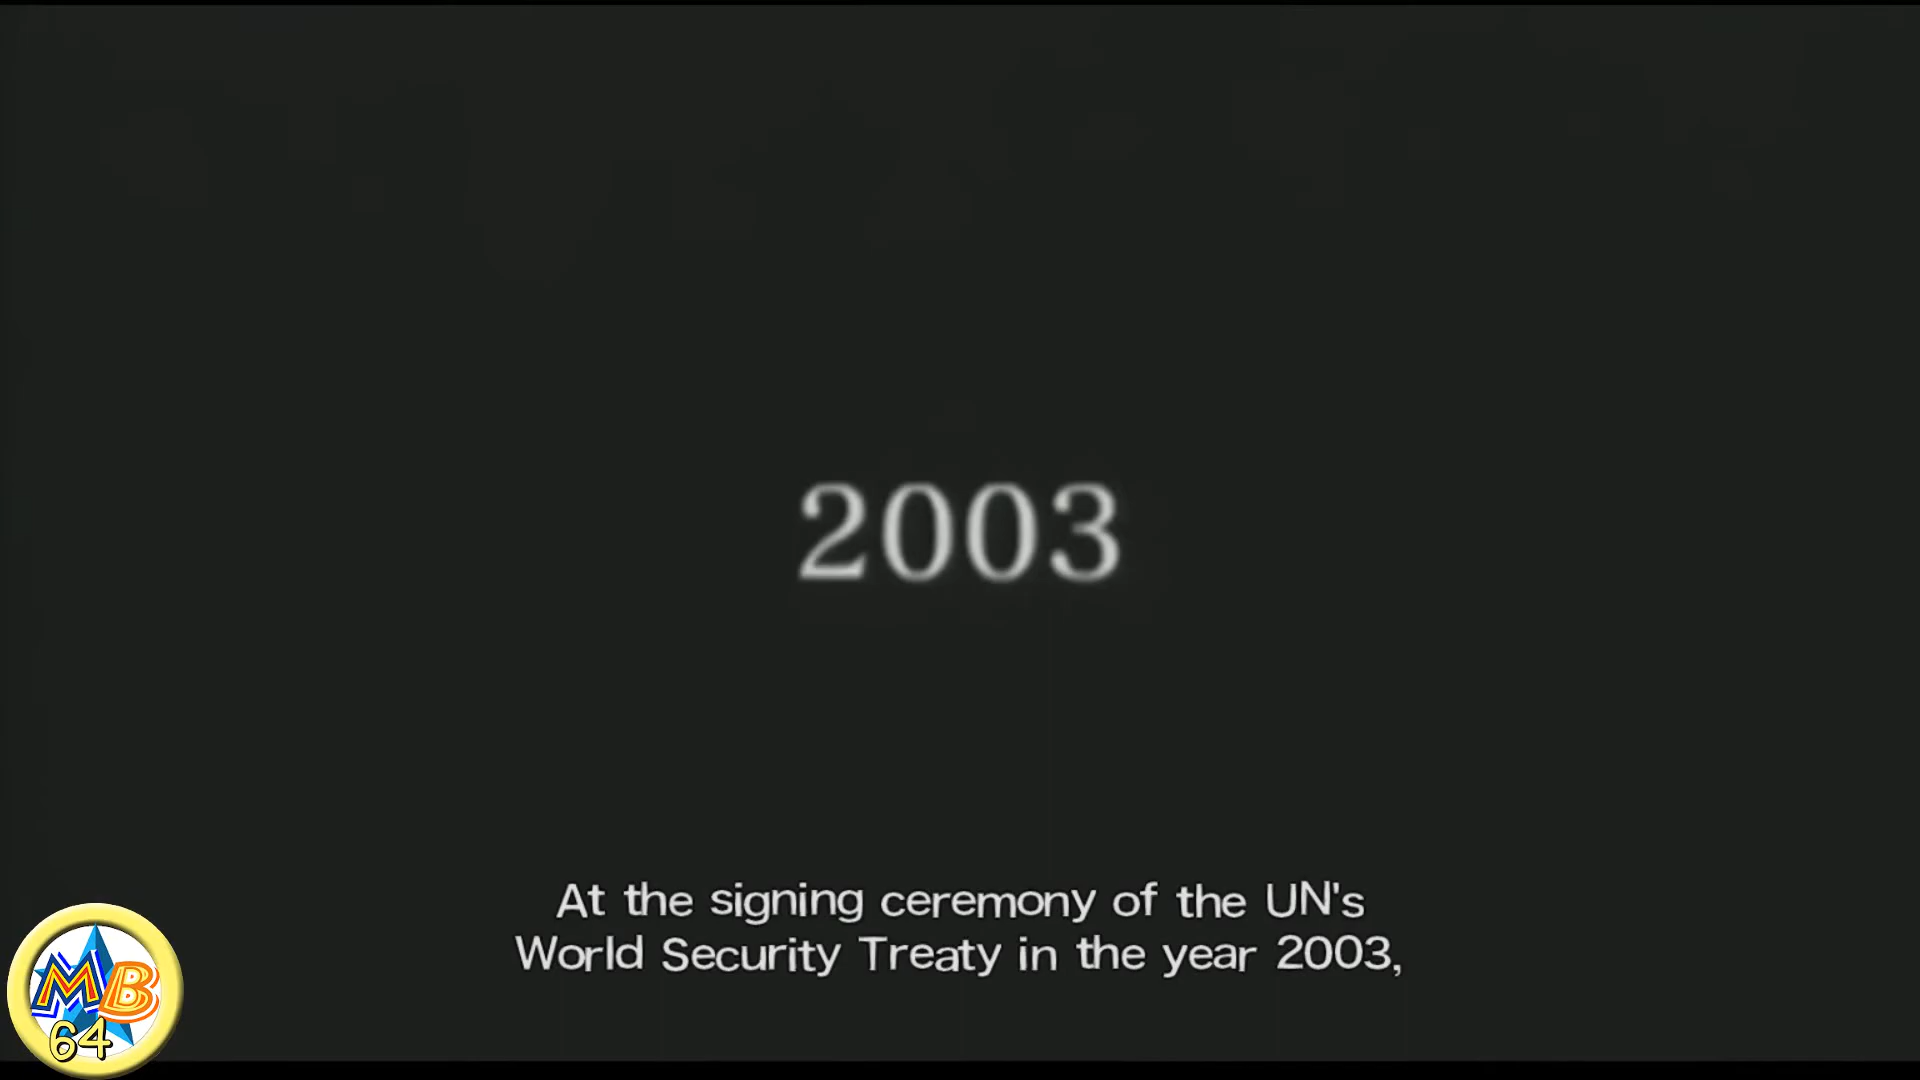 2003
At the signing ceremony of the UN's
World Security Treaty in the year 2003,
MB
64